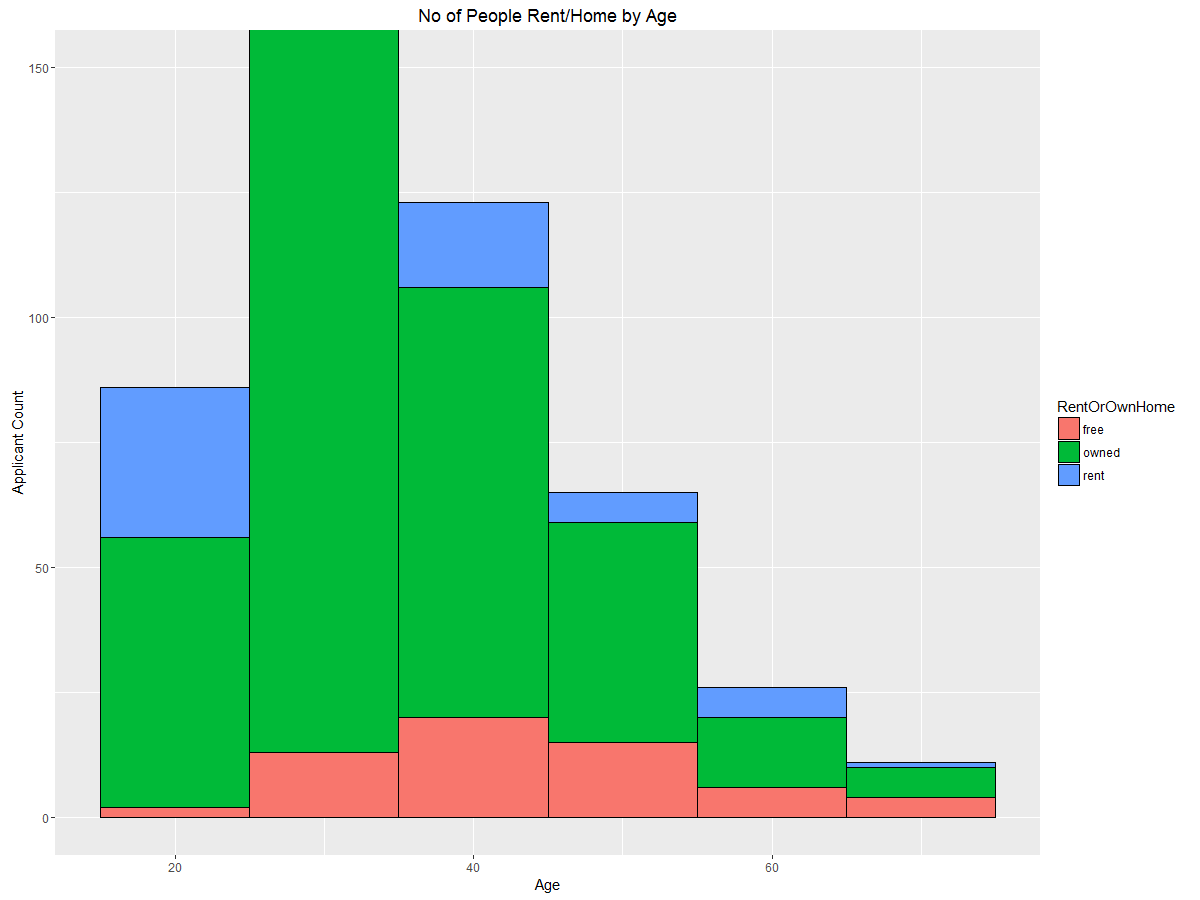 No of People Rent/Home by Age
150
100
50
0
Applicant Count
20
40
60
Age
RentOrOwnHome
free
owned
rent